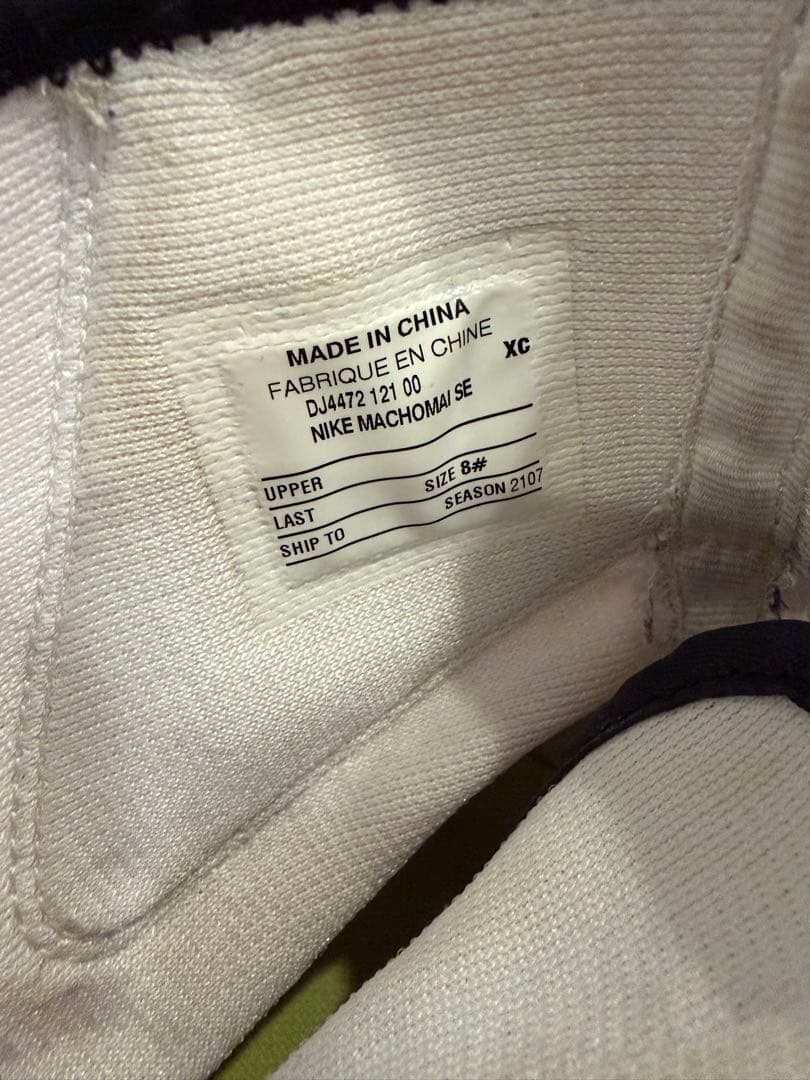 MADE IN CHINA
FABRIQUE EN CHINE XC
DJ4472 121 00
NIKE MACHOMAI SE
UPPER SIZE 8#
LAST SEASON 2107
SHIP TO